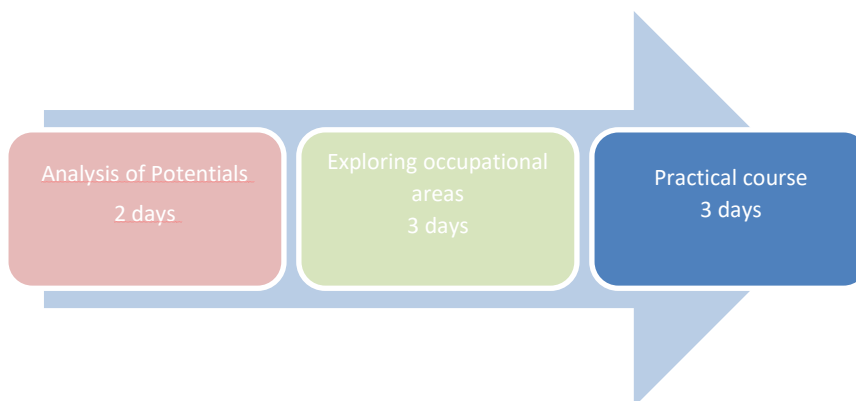 Analysis of Potentials
2 days
Exploring occupational
areas
3 days
Practical course
3 days